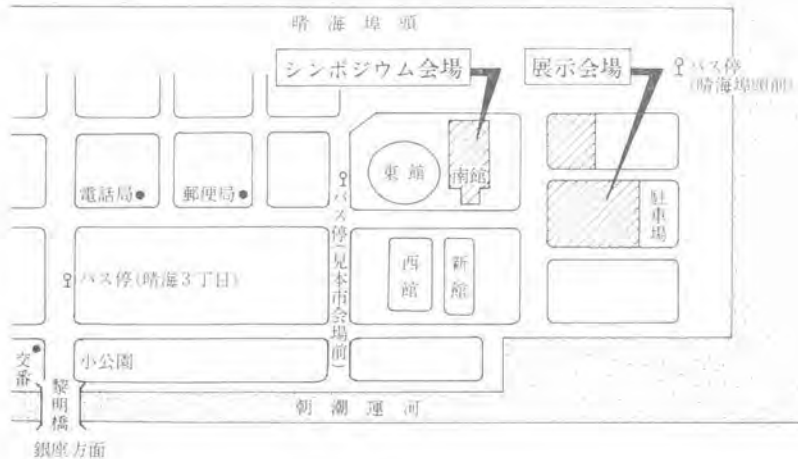 晴海埠頭
シンポジウム会場
展示会場
バス停
(晴海埠頭前)
東館
南館
電話局
郵便局
駐車場
バス停(見本市会場前)
西館
新館
バス停(晴海3丁目)
交番
小公園
黎明橋
朝潮運河
銀座方面